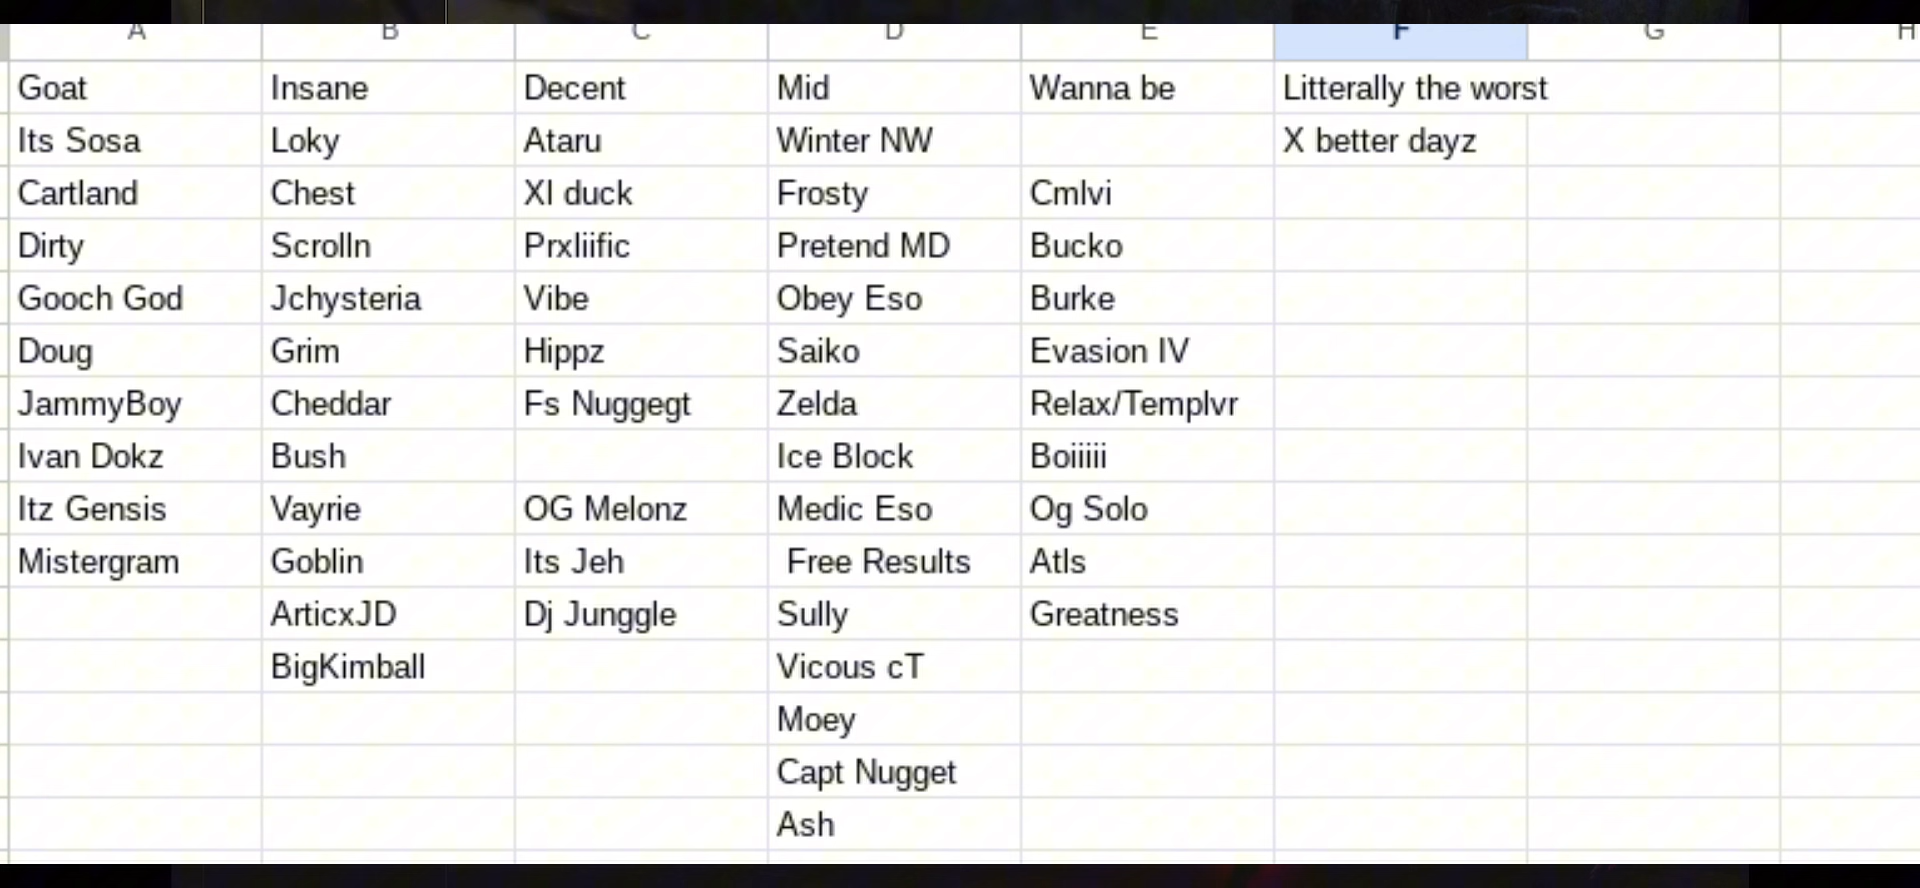 A B C D E F G H
Goat Insane Decent Mid Wanna be Litterally the worst
Its Sosa Loky Ataru Winter NW X better dayz
Cartland Chest Xl duck Frosty Cmlvi
Dirty Scrolln Prxliific Pretend MD Bucko
Gooch God Jchysteria Vibe Obey Eso Burke
Doug Grim Hippz Saiko Evasion IV
JammyBoy Cheddar Fs Nuggegt Zelda Relax/Templvr
Ivan Dokz Bush Ice Block Boiiiii
Itz Gensis Vayrie OG Melonz Medic Eso Og Solo
Mistergram Goblin Its Jeh Free Results Atls
ArticxJD Dj Junggle Sully Greatness
BigKimball Vicous cT
Moey
Capt Nugget
Ash